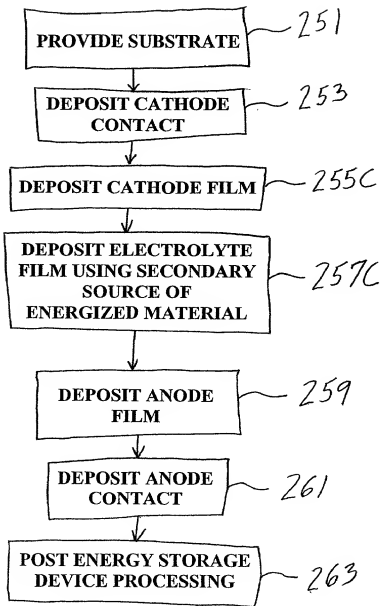 PROVIDE SUBSTRATE
251
DEPOSIT CATHODE
CONTACT
253
DEPOSIT CATHODE FILM
255C
DEPOSIT ELECTROLYTE
FILM USING SECONDARY
SOURCE OF
ENERGIZED MATERIAL
257C
DEPOSIT ANODE
FILM
259
DEPOSIT ANODE
CONTACT
261
POST ENERGY STORAGE
DEVICE PROCESSING
263